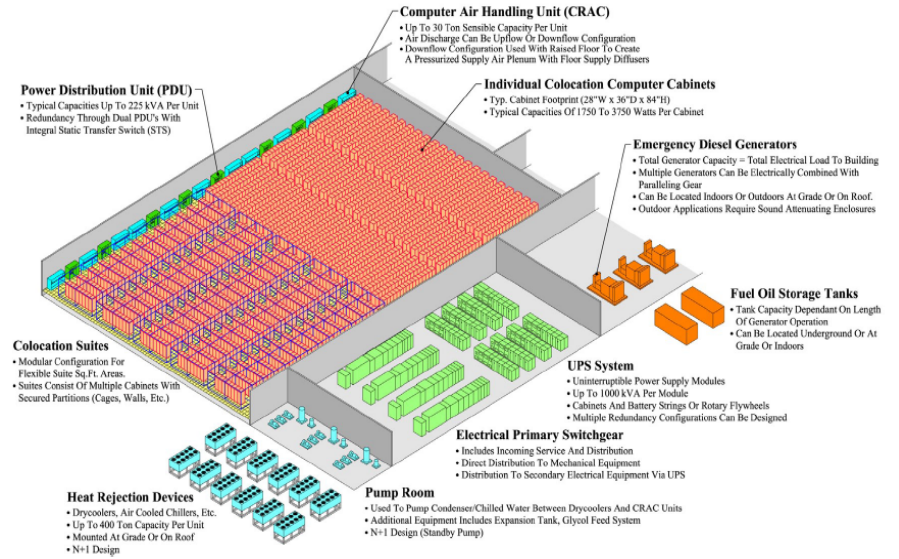 Computer Air Handling Unit (CRAC)
• Up To 30 Ton Sensible Capacity Per Unit
• Air Discharge Can Be Upflow Or Downflow Configuration
• Downflow Configuration Used With Raised Floor To Create
A Pressurized Supply Air Plenum With Floor Supply Diffusers
Power Distribution Unit (PDU)
• Typical Capacities Up To 225 kVA Per Unit
• Redundancy Through Dual PDU's With
Integral Static Transfer Switch (STS)
Individual Colocation Computer Cabinets
• Typ. Cabinet Footprint (28"W x 36"D x 84"H)
• Typical Capacities Of 1750 To 3750 Watts Per Cabinet
Emergency Diesel Generators
• Total Generator Capacity = Total Electrical Load To Building
• Multiple Generators Can Be Electrically Combined With
Paralleling Gear
• Can Be Located Indoors Or Outdoors At Grade Or On Roof.
• Outdoor Applications Require Sound Attenuating Enclosures
Fuel Oil Storage Tanks
• Tank Capacity Dependant On Length
Of Generator Operation
• Can Be Located Underground Or At
Grade Or Indoors
Colocation Suites
• Modular Configuration For
Flexible Suite Sq.Ft. Areas.
• Suites Consist Of Multiple Cabinets With
Secured Partitions (Cages, Walls, Etc.)
UPS System
• Uninterruptible Power Supply Modules
• Up To 1000 kVA Per Module
• Cabinets And Battery Strings Or Rotary Flywheels
• Multiple Redundancy Configurations Can Be Designed
Electrical Primary Switchgear
• Includes Incoming Service And Distribution
• Direct Distribution To Mechanical Equipment
• Distribution To Secondary Electrical Equipment Via UPS
Pump Room
• Used To Pump Condenser/Chilled Water Between Drycoolers And CRAC Units
• Additional Equipment Includes Expansion Tank, Glycol Feed System
• N+1 Design (Standby Pump)
Heat Rejection Devices
• Drycoolers, Air Cooled Chillers, Etc.
• Up To 400 Ton Capacity Per Unit
• Mounted At Grade Or On Roof
• N+1 Design